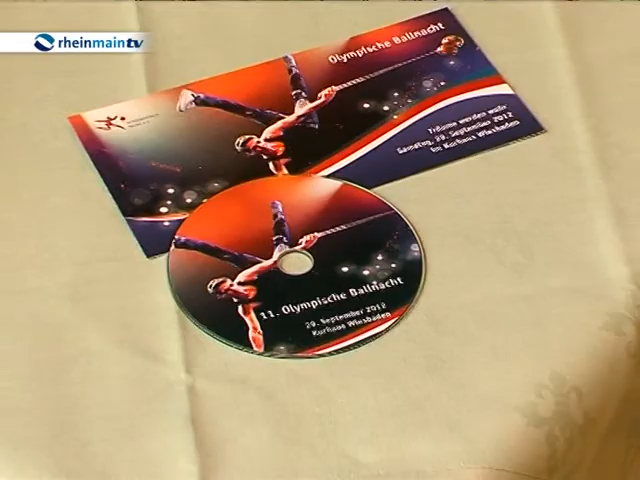 rheinmaintv
Olympische Ballnacht
Träume werden wahr
Samstag, 29. September 2012
im Kurhaus Wiesbaden
11. Olympische Ballnacht
29. September 2012
Kurhaus Wiesbaden